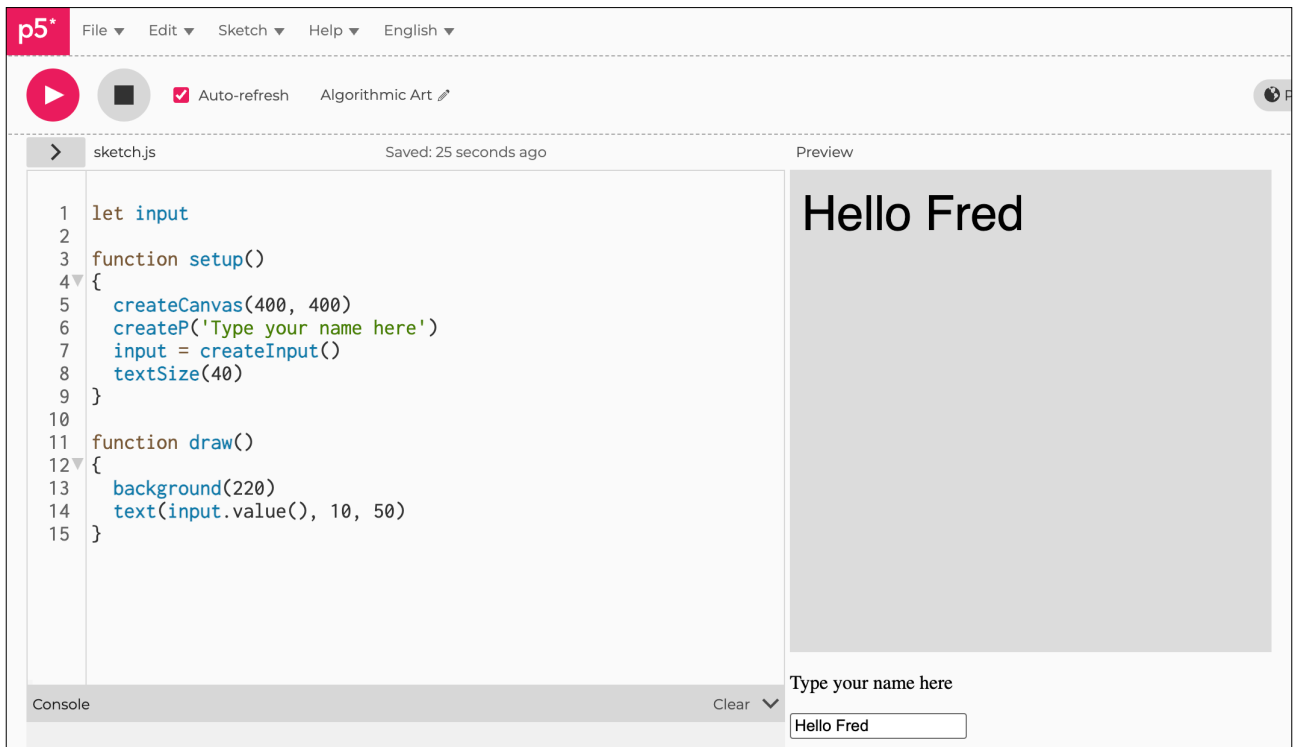 p5* File Edit Sketch Help English
Auto-refresh Algorithmic Art
sketch.js Saved: 25 seconds ago Preview
1 let input
2
3 function setup()
4 {
5 createCanvas(400, 400)
6 createP('Type your name here')
7 input = createInput()
8 textSize(40)
9 }
10
11 function draw()
12 {
13 background(220)
14 text(input.value(), 10, 50)
15 }
Console Clear
Hello Fred
Type your name here
Hello Fred